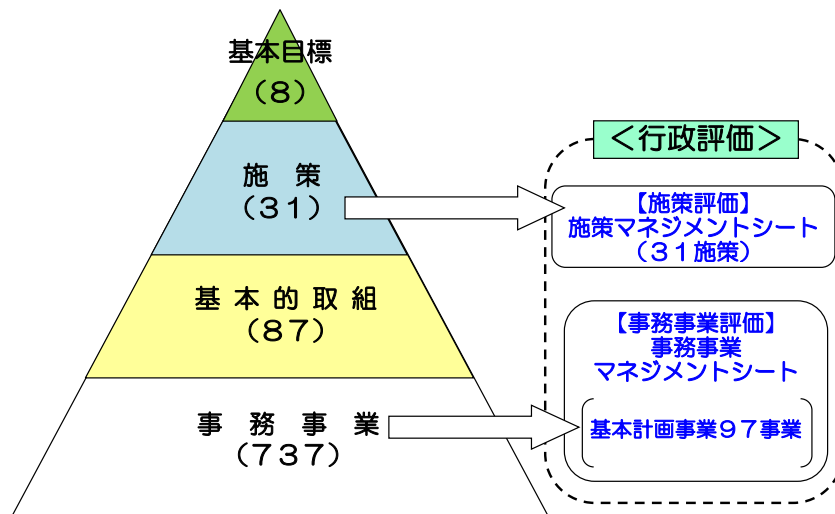 基本目標
（８）
施　策
（３１）
基 本 的 取 組
（８７）
事　務　事　業
（７３７）
＜行政評価＞
【施策評価】
施策マネジメントシート
（３１施策）
【事務事業評価】
事務事業
マネジメントシート
基本計画事業９７事業